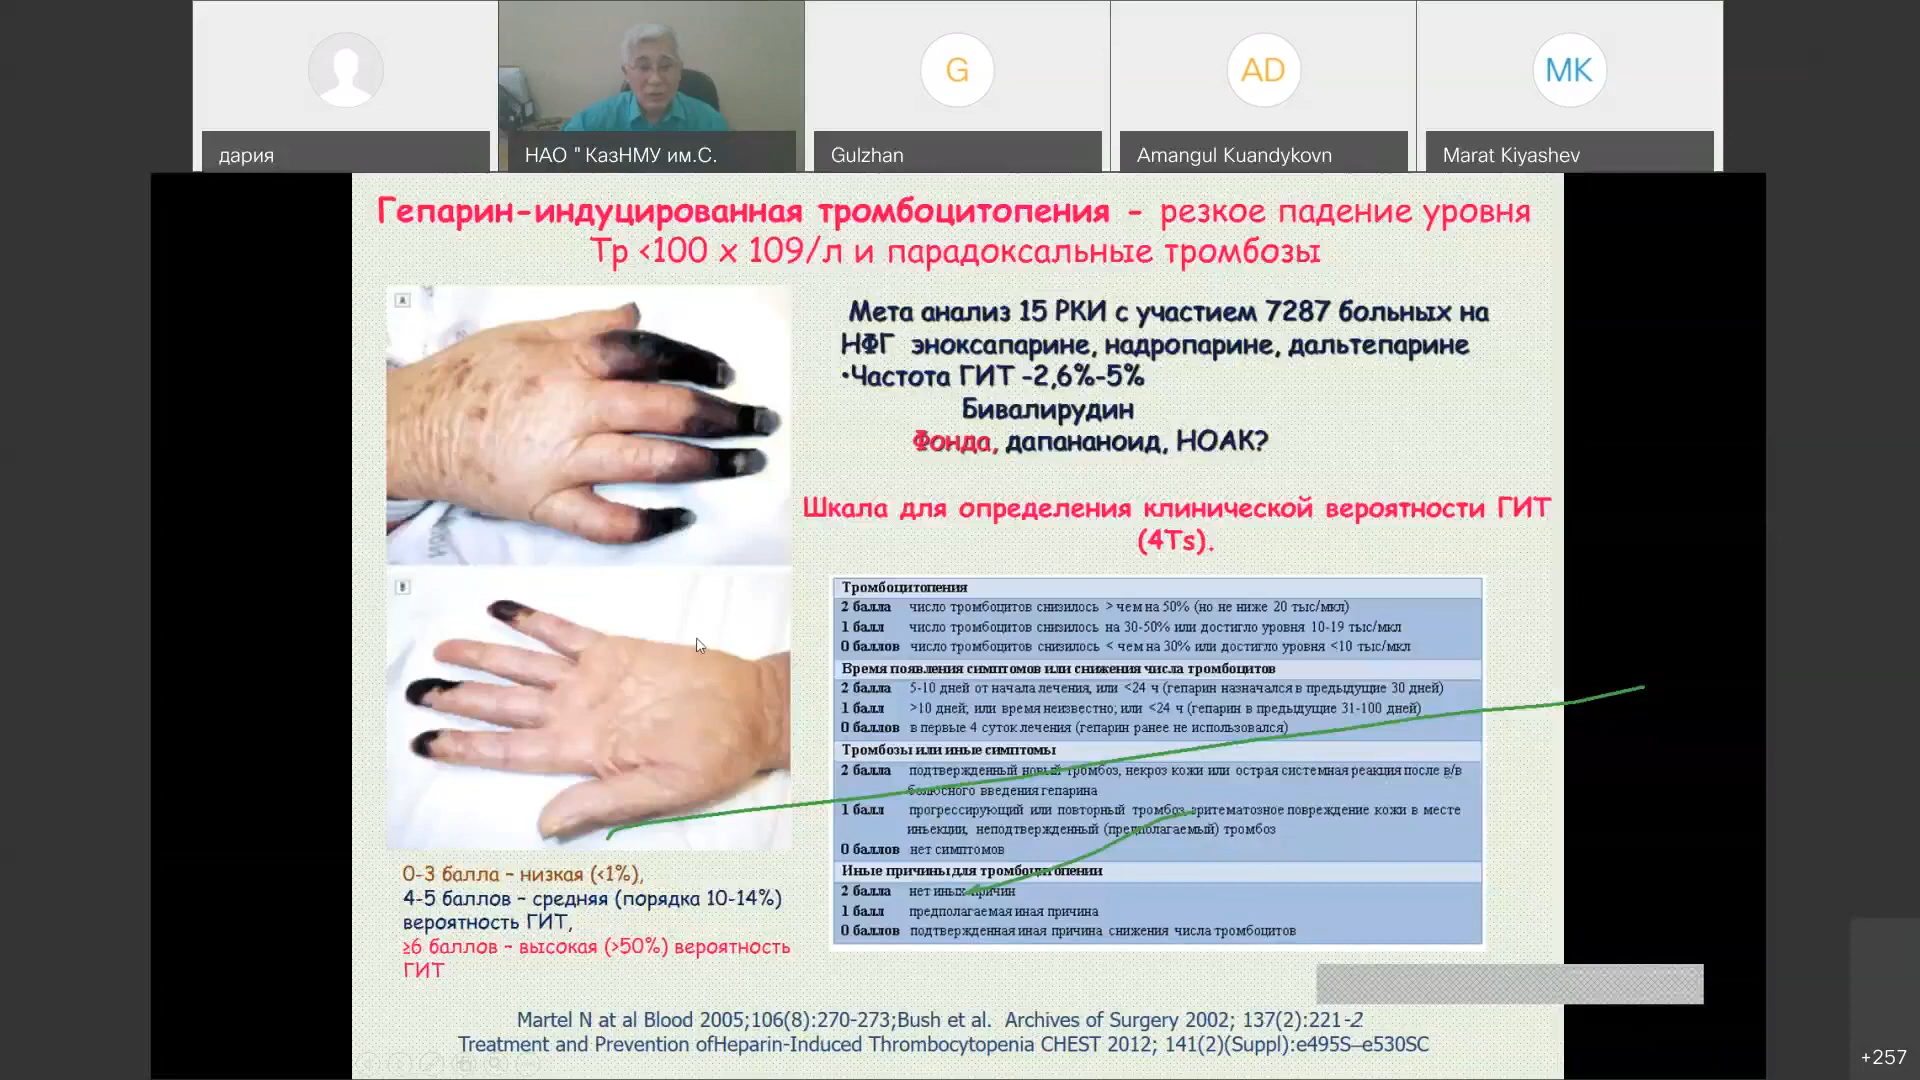 G
AD
MK
дария
НАО " КазНМУ им.С.
Gulzhan
Amangul Kuandykovn
Marat Kiyashev
Гепарин-индуцированная тромбоцитопения - резкое падение уровня
Тр <100 х 109/л и парадоксальные тромбозы
A
Мета анализ 15 РКИ с участием 7287 больных на
НФГ эноксапарине, надропарине, дальтепарине
•Частота ГИТ -2,6%-5%
Бивалирудин
Фонда, дапананоид, НОАК?
Шкала для определения клинической вероятности ГИТ
(4Ts).
B
Тромбоцитопения
2 балла число тромбоцитов снизилось > чем на 50% (но не ниже 20 тыс/мкл)
1 балл число тромбоцитов снизилось на 30-50% или достигло уровня 10-19 тыс/мкл
0 баллов число тромбоцитов снизилось < чем на 30% или достигло уровня <10 тыс/мкл
Время появления симптомов или снижения числа тромбоцитов
2 балла 5-10 дней от начала лечения, или <24 ч (гепарин назначался в предыдущие 30 дней)
1 балл >10 дней; или время неизвестно; или <24 ч (гепарин в предыдущие 31-100 дней)
0 баллов в первые 4 суток лечения (гепарин ранее не использовался)
Тромбозы или иные симптомы
2 балла подтвержденный новый тромбоз, некроз кожи или острая системная реакция после в/в
болюсного введения гепарина
1 балл прогрессирующий или повторный тромбоз, эритематозное повреждение кожи в месте
инъекции, неподтвержденный (предполагаемый) тромбоз
0 баллов нет симптомов
Иные причины для тромбоцитопении
2 балла нет иных причин
1 балл предполагаемая иная причина
0 баллов подтвержденная иная причина снижения числа тромбоцитов
0-3 балла – низкая (<1%),
4-5 баллов – средняя (порядка 10-14%)
вероятность ГИТ,
≥6 баллов – высокая (>50%) вероятность
ГИТ
Martel N at al Blood 2005;106(8):270-273;Bush et al. Archives of Surgery 2002; 137(2):221-2
Treatment and Prevention ofHeparin-Induced Thrombocytopenia CHEST 2012; 141(2)(Suppl):e495S–e530SC
+257